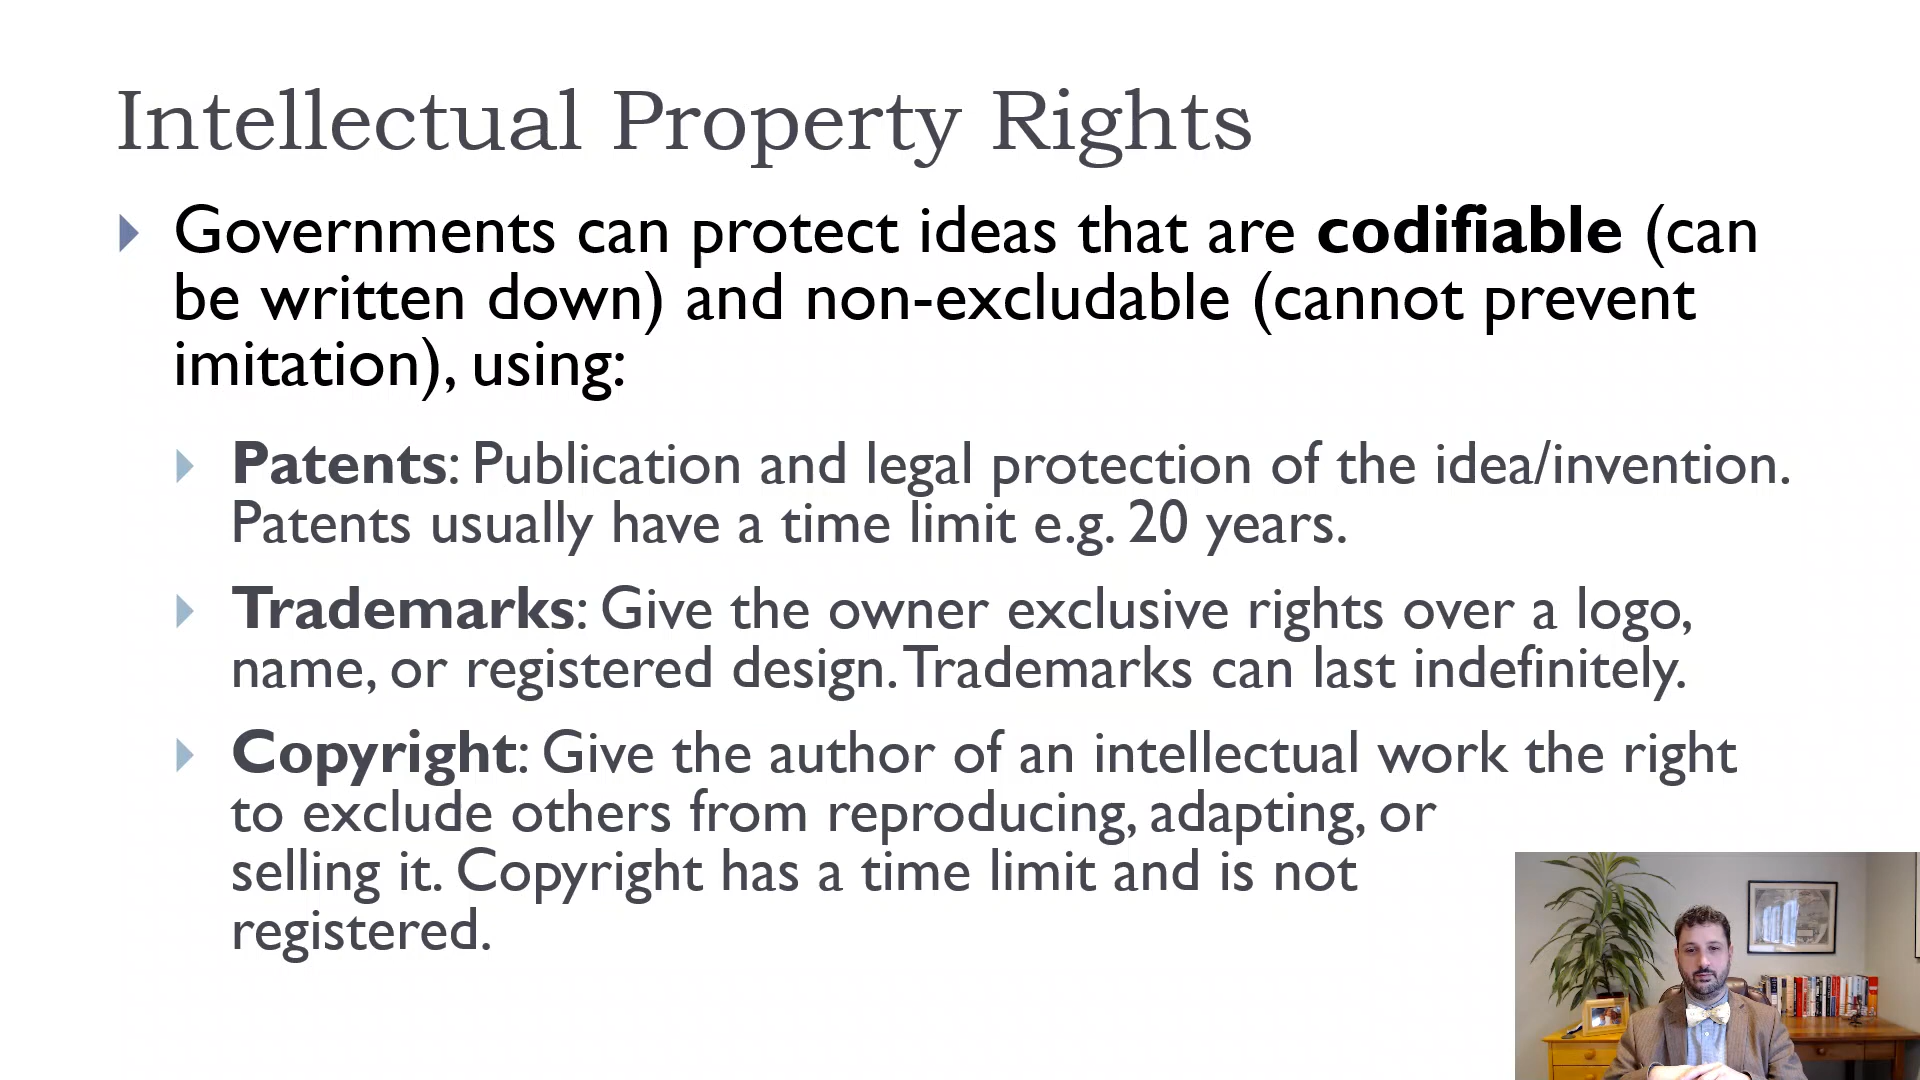 Intellectual Property Rights
Governments can protect ideas that are codifiable (can
be written down) and non-excludable (cannot prevent
imitation), using:
Patents: Publication and legal protection of the idea/invention.
Patents usually have a time limit e.g. 20 years.
Trademarks: Give the owner exclusive rights over a logo,
name, or registered design. Trademarks can last indefinitely.
Copyright: Give the author of an intellectual work the right
to exclude others from reproducing, adapting, or
selling it. Copyright has a time limit and is not
registered.